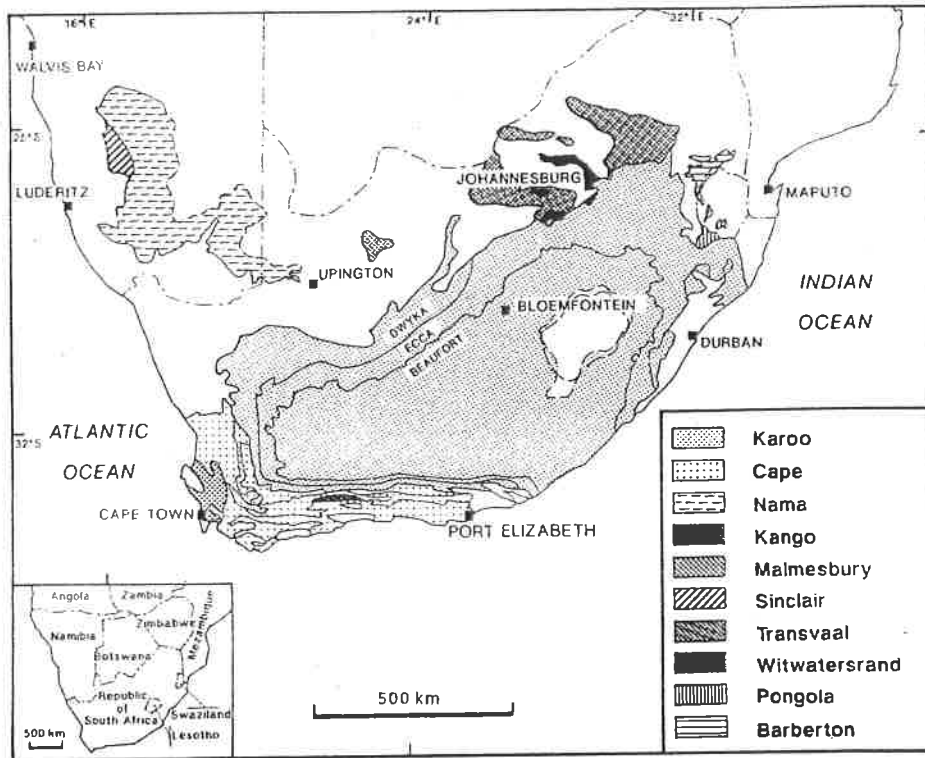 16°E 24°E 32°E
WALVIS BAY
LUDERITZ
JOHANNESBURG
MAPUTO
UPINGTON
BLOEMFONTEIN
DWYKA
ECCA
BEAUFORT
DURBAN
INDIAN
OCEAN
32°S
ATLANTIC
OCEAN
CAPE TOWN
PORT ELIZABETH
Karoo
Cape
Nama
Kango
Malmesbury
Sinclair
Transvaal
Witwatersrand
Pongola
Barberton
500 km
Angola
Zambia
Namibia
Zimbabwe
Mozambique
Botswana
Republic
of
South Africa
Swaziland
Lesotho
500 km